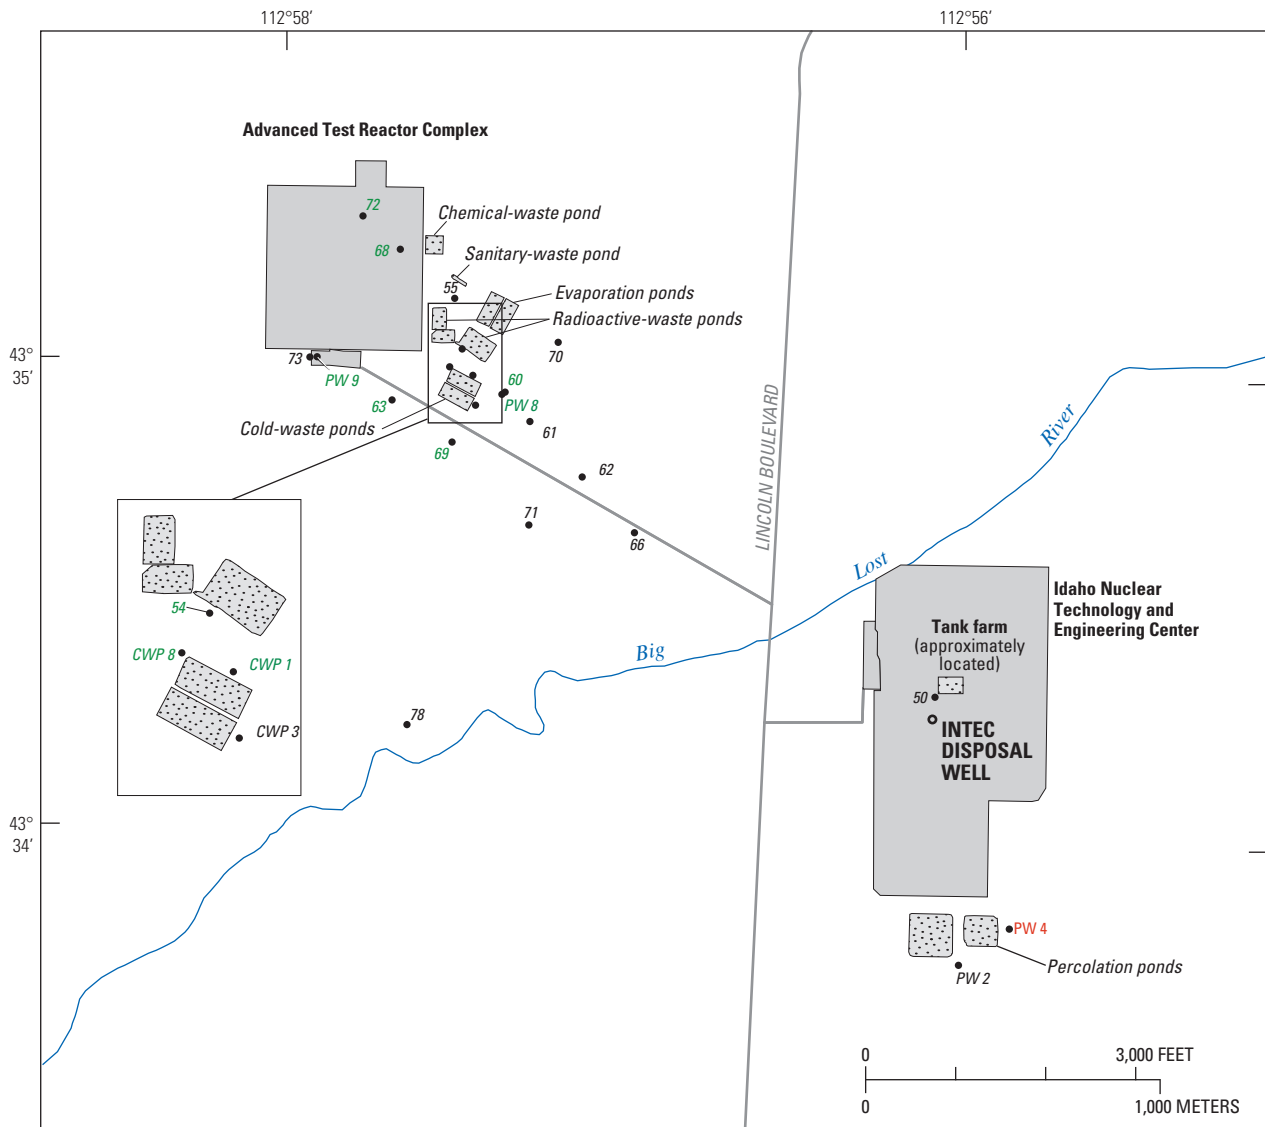 112°58′
112°56′
Advanced Test Reactor Complex
72
Chemical-waste pond
68
Sanitary-waste pond
55
Evaporation ponds
Radioactive-waste ponds
43°
35′
73
PW 9
70
60
PW 8
63
Cold-waste ponds
61
69
62
71
66
LINCOLN BOULEVARD
River
Lost
Big
54
CWP 8
CWP 1
CWP 3
78
Idaho Nuclear
Technology and
Engineering Center
Tank farm
(approximately
located)
50
INTEC
DISPOSAL
WELL
43°
34′
PW 4
PW 2
Percolation ponds
0
3,000 FEET
0
1,000 METERS